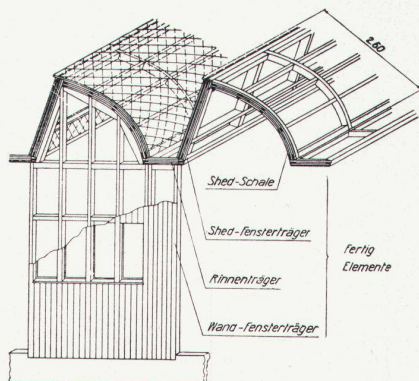 2.60
Shed-Schale
Shed-Fensterträger
Rinnenträger
Wand-Fensterträger
fertig
Elemente